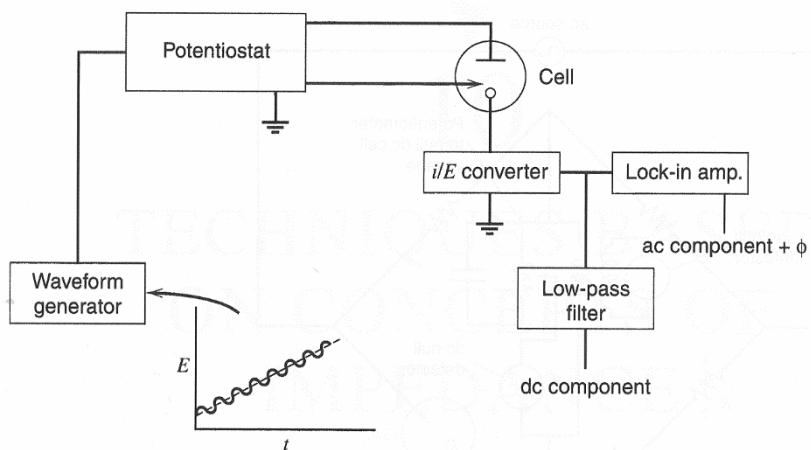 Potentiostat
Cell
i/E converter
Lock-in amp.
ac component + ϕ
Waveform
generator
Low-pass
filter
E
dc component
t